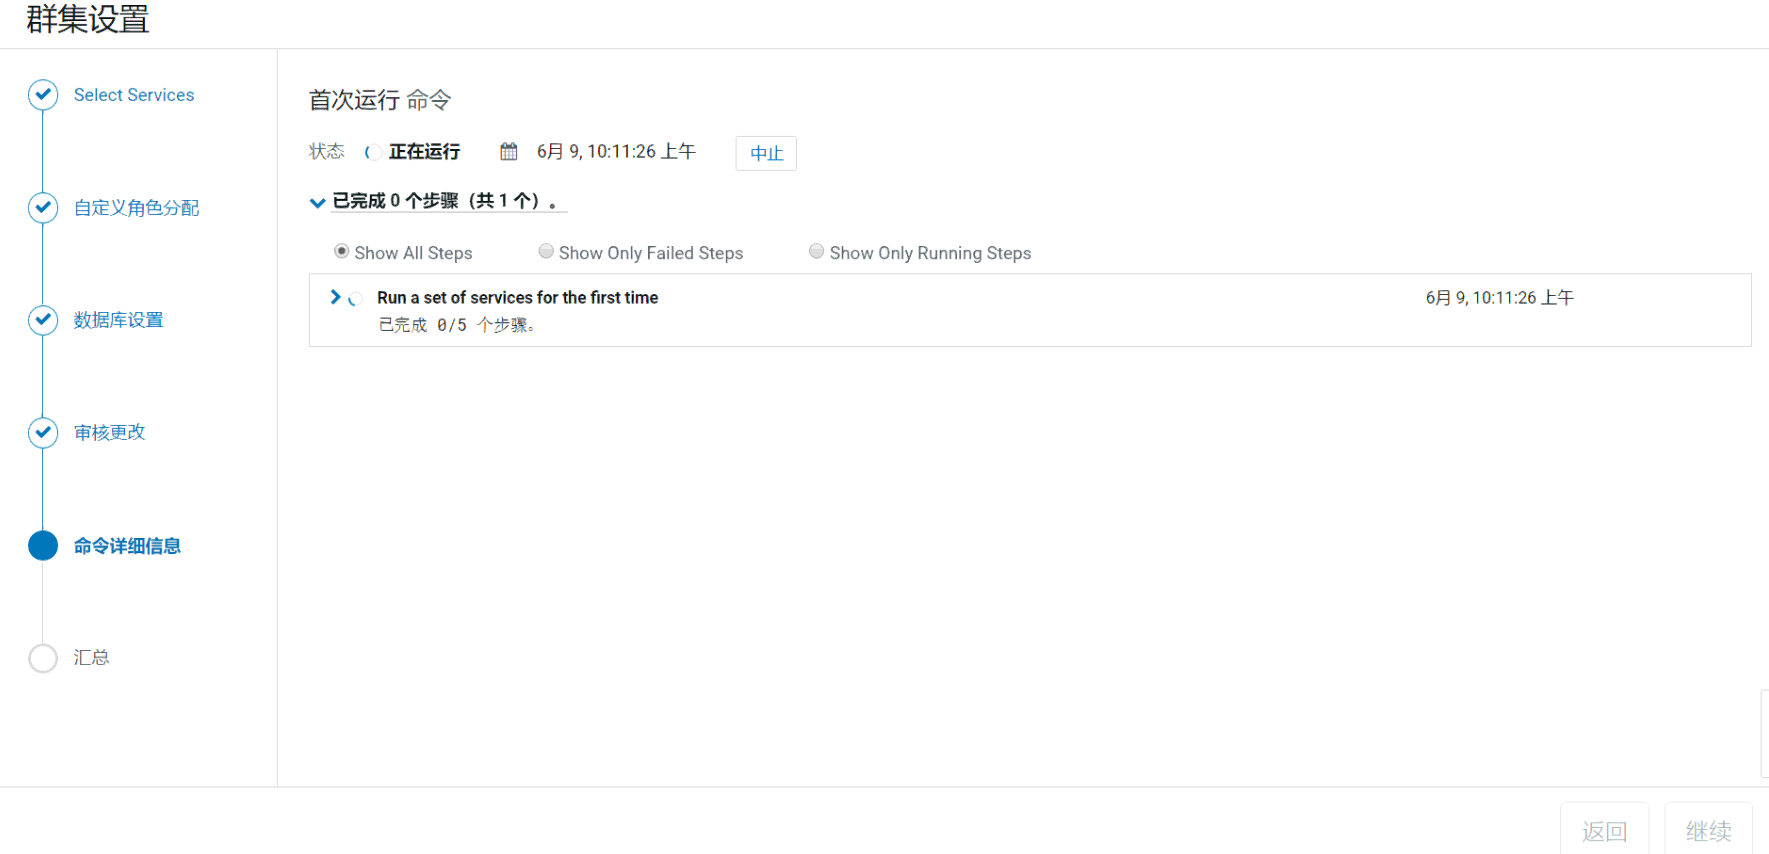 群集设置
Select Services
自定义角色分配
数据库设置
审核更改
命令详细信息
汇总
首次运行 命令
状态 正在运行 6月 9, 10:11:26 上午 中止
已完成 0 个步骤（共 1 个）。
Show All Steps Show Only Failed Steps Show Only Running Steps
Run a set of services for the first time 6月 9, 10:11:26 上午
已完成 0/5 个步骤。
返回 继续